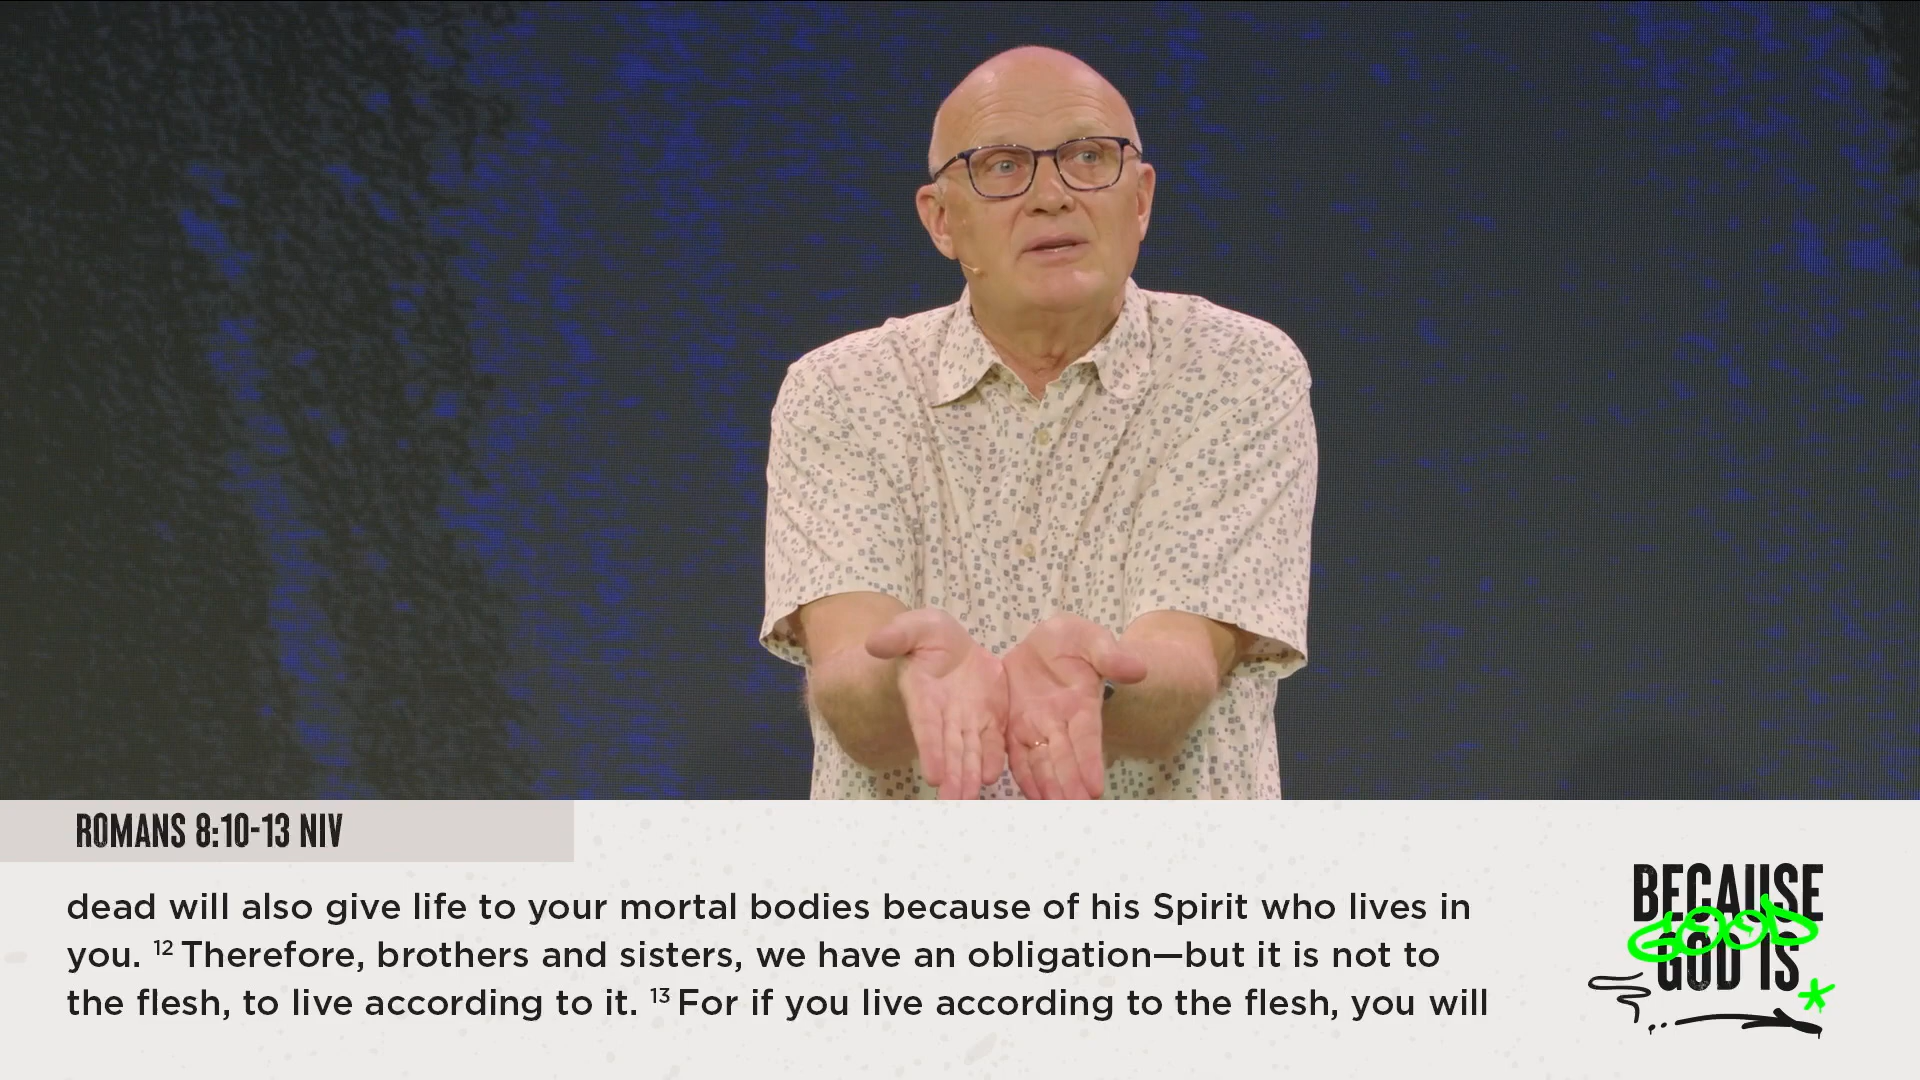 ROMANS 8:10-13 NIV
dead will also give life to your mortal bodies because of his Spirit who lives in
you. ¹² Therefore, brothers and sisters, we have an obligation—but it is not to
the flesh, to live according to it. ¹³ For if you live according to the flesh, you will
BECAUSE
GOOD
GOD IS